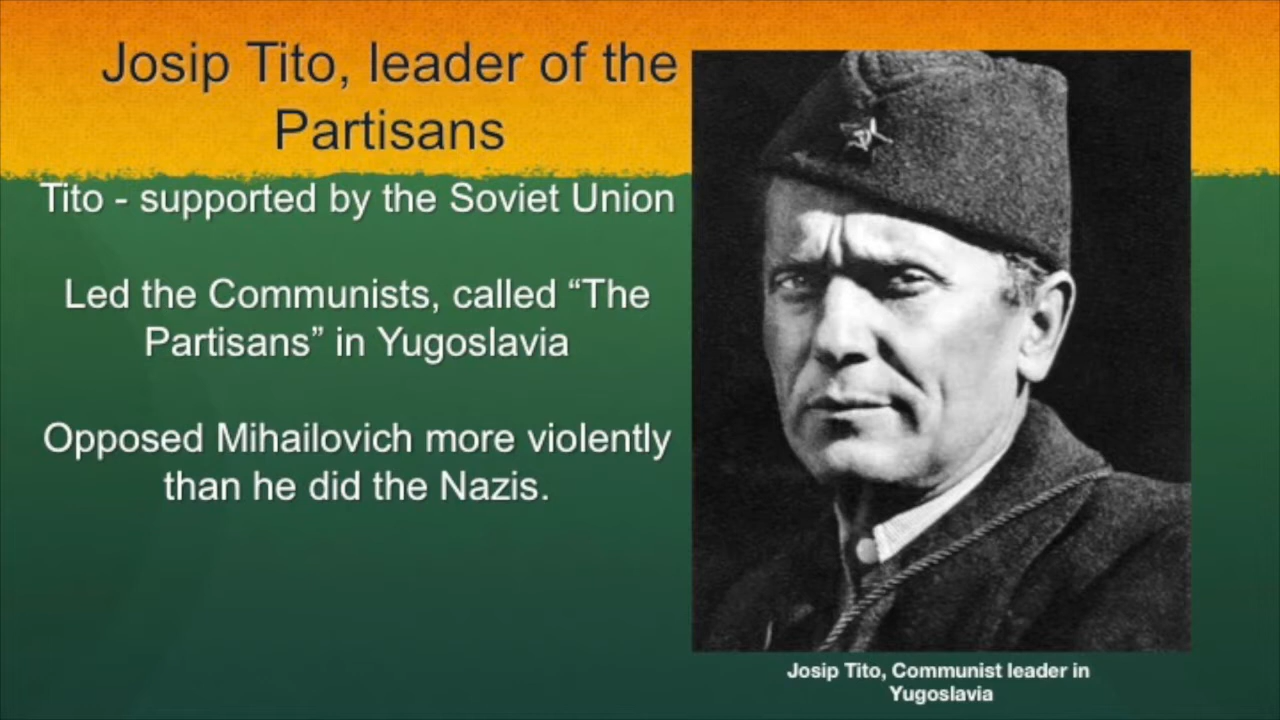 Josip Tito, leader of the
Partisans
Tito - supported by the Soviet Union
Led the Communists, called “The
Partisans” in Yugoslavia
Opposed Mihailovich more violently
than he did the Nazis.
Josip Tito, Communist leader in
Yugoslavia